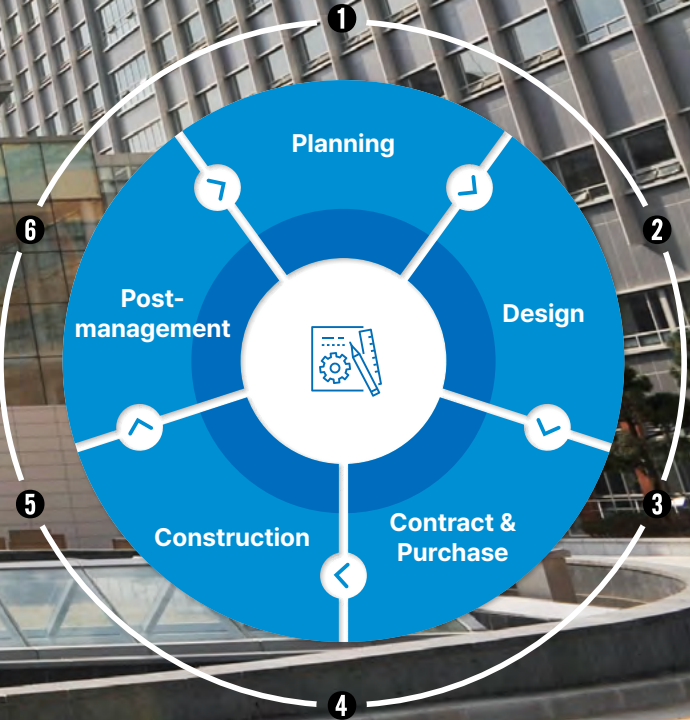 1
Planning
6
2
Post-
management
Design
5
3
Construction
Contract &
Purchase
4